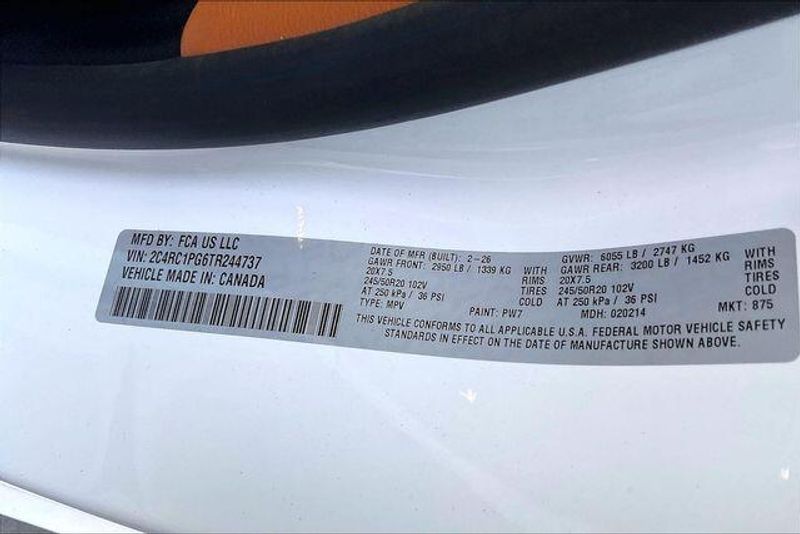 MFD BY: FCA US LLC
VIN: 2C4RC1PG6TR244737
VEHICLE MADE IN: CANADA
DATE OF MFR (BUILT): 2-26
GAWR FRONT: 2950 LB / 1339 KG WITH
20X7.5 RIMS
245/50R20 102V TIRES
AT 250 kPa / 36 PSI COLD
TYPE: MPV PAINT: PW7
GVWR: 6055 LB / 2747 KG
GAWR REAR: 3200 LB / 1452 KG WITH
20X7.5 RIMS
245/50R20 102V TIRES
AT 250 kPa / 36 PSI COLD
MDH: 020214 MKT: 875
THIS VEHICLE CONFORMS TO ALL APPLICABLE U.S.A. FEDERAL MOTOR VEHICLE SAFETY
STANDARDS IN EFFECT ON THE DATE OF MANUFACTURE SHOWN ABOVE.